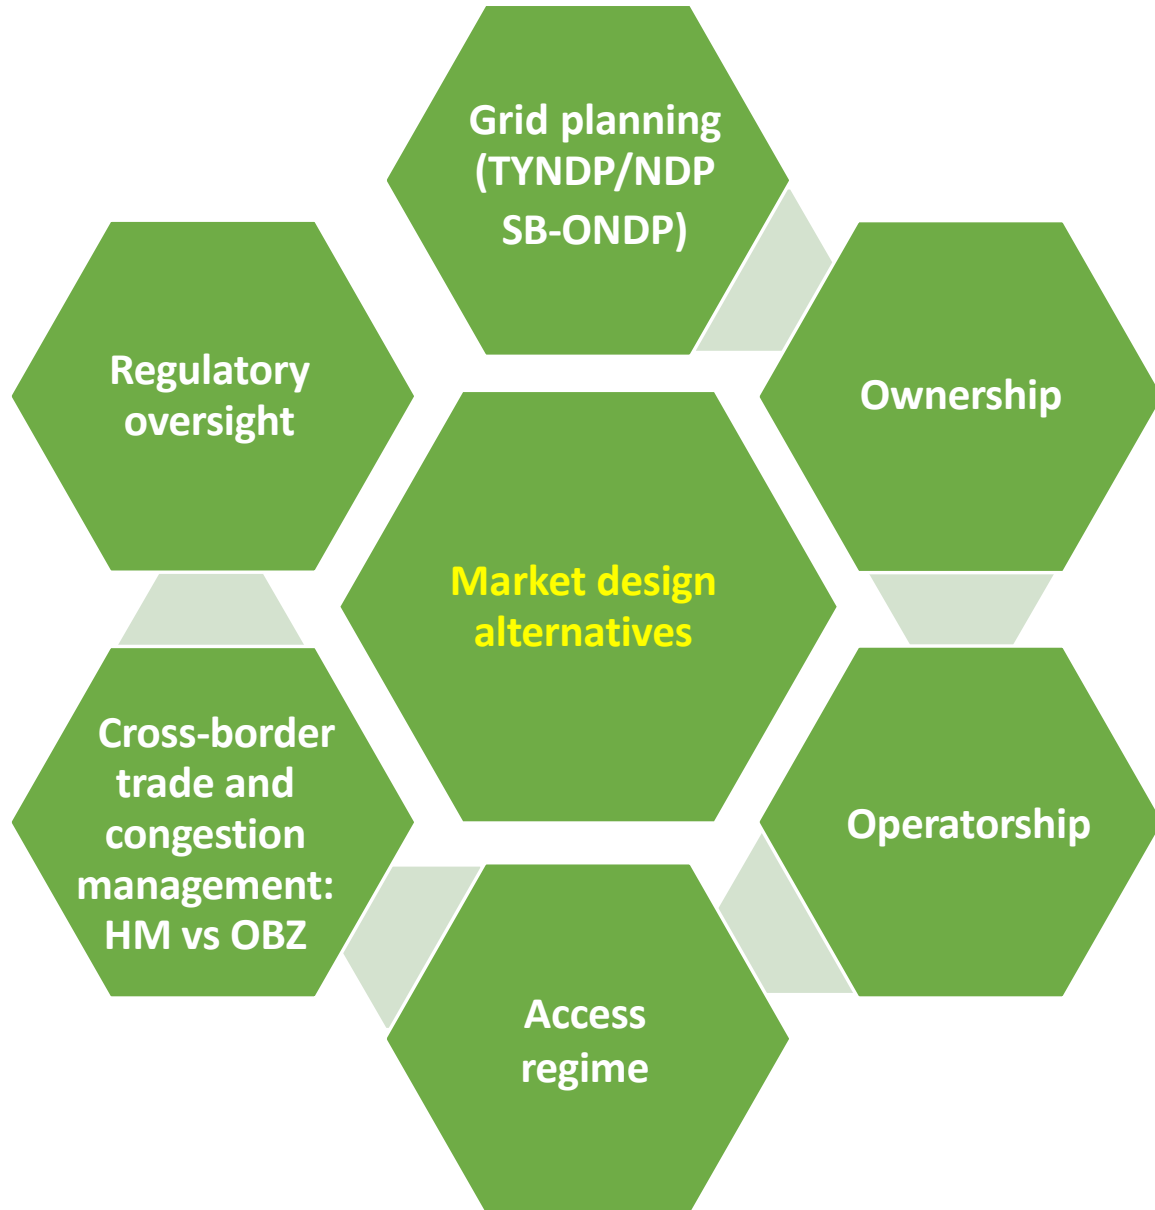 Grid planning
(TYNDP/NDP
SB-ONDP)
Ownership
Operatorship
Access
regime
Cross-border
trade and
congestion
management:
HM vs OBZ
Regulatory
oversight
Market design
alternatives